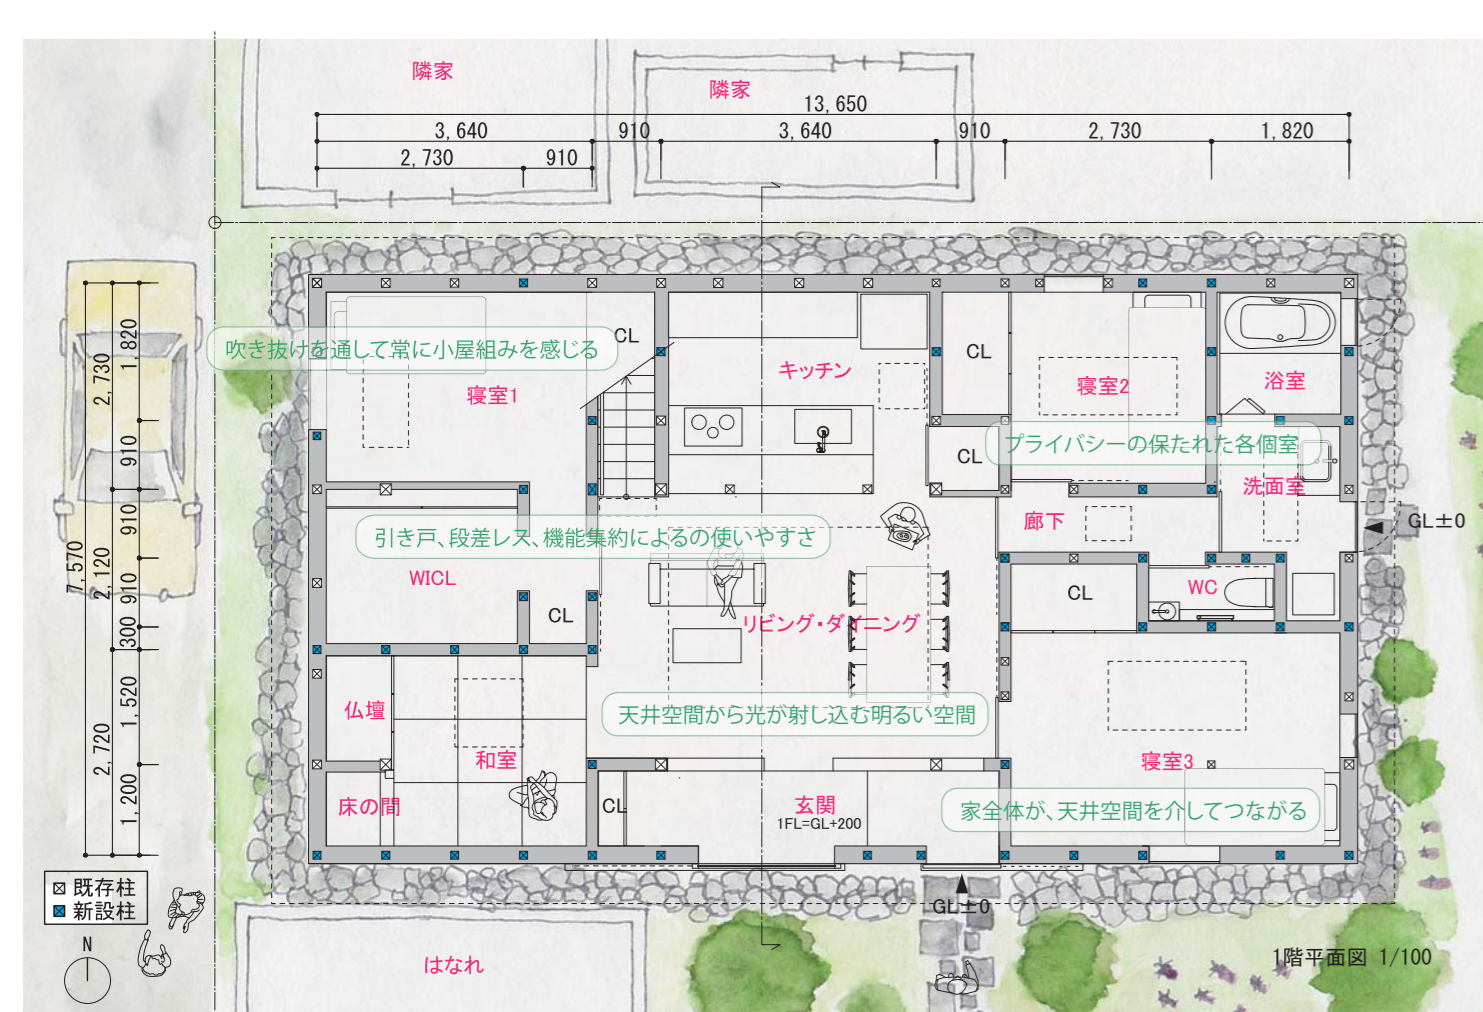 隣家
隣家
13,650
3,640
910
3,640
910
2,730
1,820
2,730
910
吹き抜けを通して常に小屋組みを感じる
CL
寝室1
キッチン
CL
寝室2
浴室
CL
プライバシーの保たれた各個室
洗面室
廊下
GL±0
引き戸、段差レス、機能集約によるの使いやすさ
WICL
CL
リビング・ダイニング
CL
WC
仏壇
和室
天井空間から光が射し込む明るい空間
寝室3
床の間
CL
玄関
1FL=GL+200
家全体が、天井空間を介してつながる
GL±0
7,570
2,730
2,120
2,720
1,820
910
910
910
300
1,520
1,200
既存柱
新設柱
N
はなれ
1階平面図 1/100